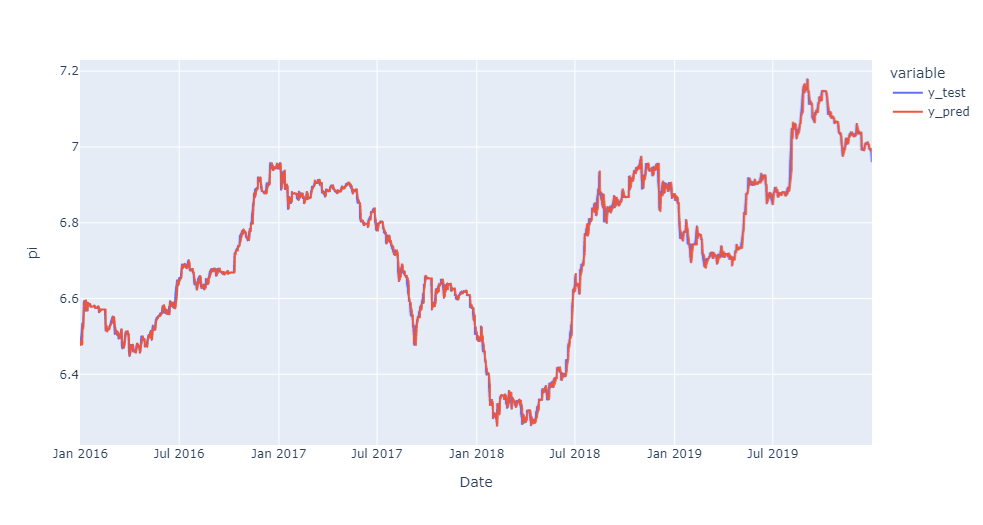 variable
y_test
y_pred
7.2
7
6.8
6.6
6.4
pi
Jan 2016
Jul 2016
Jan 2017
Jul 2017
Jan 2018
Jul 2018
Jan 2019
Jul 2019
Date